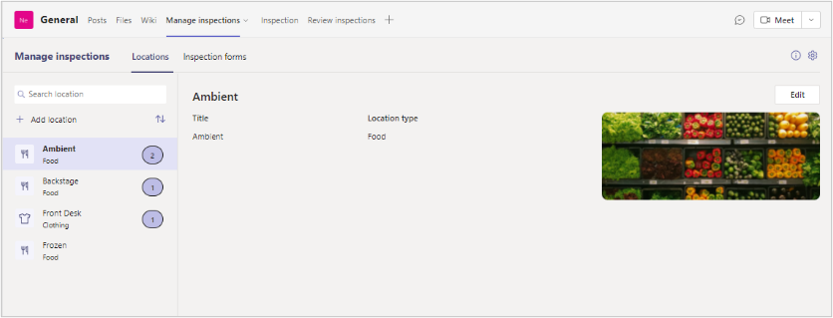 Ne General Posts Files Wiki Manage inspections Inspection Review inspections Meet
Manage inspections Locations Inspection forms
Search location
Add location
Ambient
Food
2
Backstage
Food
1
Front Desk
Clothing
1
Frozen
Food
Ambient
Edit
Title Location type
Ambient Food